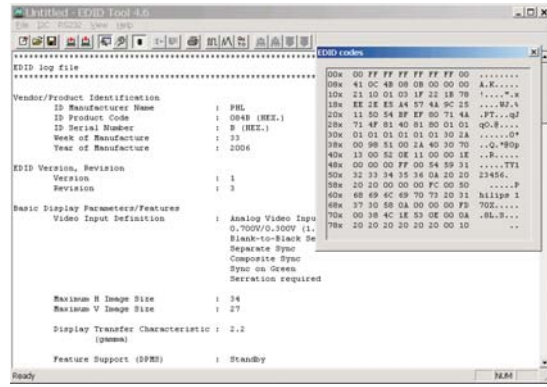 Untitled - EDID Tool 4.6
File I2C RS232 View Help
EDID log file
Vendor/Product Identification
ID Manufacturer Name : PHL
ID Product Code : 084B (HEX.)
ID Serial Number : B (HEX.)
Week of Manufacture : 33
Year of Manufacture : 2006
EDID Version, Revision
Version : 1
Revision : 3
Basic Display Parameters/Features
Video Input Definition : Analog Video Inpu
0.700V/0.300V (1.
Blank-to-Black Se
Separate Sync
Composite Sync
Sync on Green
Serration required
Maximum H Image Size : 34
Maximum V Image Size : 27
Display Transfer Characteristic : 2.2
(gamma)
Feature Support (DPMS) : Standby
Ready
NUM
EDID codes
00x 00 FF FF FF FF FF FF 00 ........
08x 41 0C 4B 08 0B 00 00 00 A.K.....
10x 21 10 01 03 1F 22 1B 78 !....".x
18x EE 2E E5 A4 57 4A 9C 25 ....WJ.%
20x 11 50 54 BF EF 80 71 4A .PT...qJ
28x 71 4F 81 40 81 80 01 01 qO.@....
30x 01 01 01 01 01 01 30 2A ......0*
38x 00 98 51 00 2A 40 30 70 ..Q.*@0p
40x 13 00 52 0E 11 00 00 1E ..R.....
48x 00 00 00 FF 00 54 59 31 .....TY1
50x 32 33 34 35 36 0A 20 20 23456.
58x 20 20 00 00 00 FC 00 50 .....P
60x 68 69 6C 69 70 73 20 31 hilips 1
68x 37 30 58 0A 00 00 00 FD 70X.....
70x 00 38 4C 1E 53 0E 00 0A .8L.S...
78x 20 20 20 20 20 20 00 10 ..